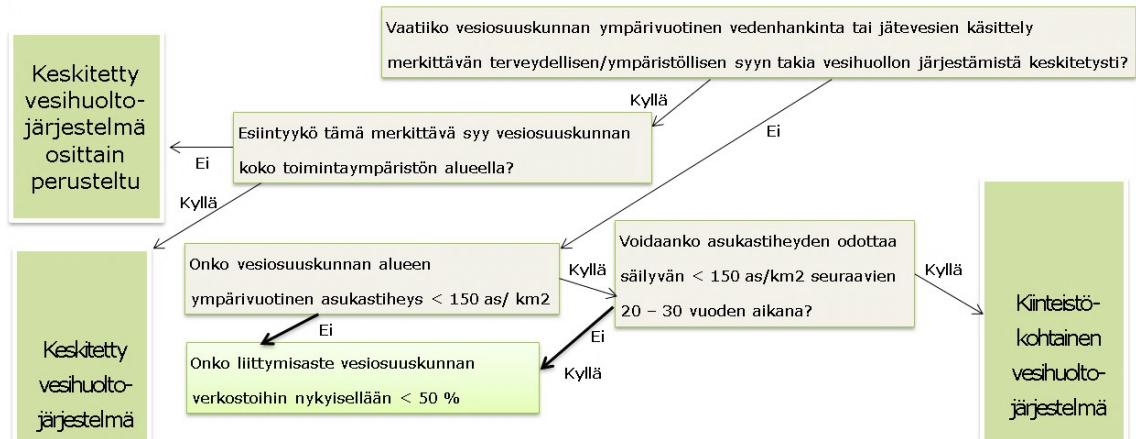 Vaatiiko vesiosuuskunnan ympärivuotinen vedenhankinta tai jätevesien käsittely
merkittävän terveydellisen/ympäristöllisen syyn takia vesihuollon järjestämistä keskitetysti?
Keskitetty
vesihuolto-
järjestelmä
osittain
perusteltu
Kyllä
Ei
Esiintyykö tämä merkittävä syy vesiosuuskunnan
koko toimintaympäristön alueella?
Ei
Kyllä
Onko vesiosuuskunnan alueen
ympärivuotinen asukastiheys < 150 as/ km2
Kyllä
Voidaanko asukastiheyden odottaa
säilyvän < 150 as/km2 seuraavien
20 – 30 vuoden aikana?
Kyllä
Ei
Ei
Kyllä
Onko liittymisaste vesiosuuskunnan
verkostoihin nykyisellään < 50 %
Keskitetty
vesihuolto-
järjestelmä
Kiinteistö-
kohtainen
vesihuolto-
järjestelmä